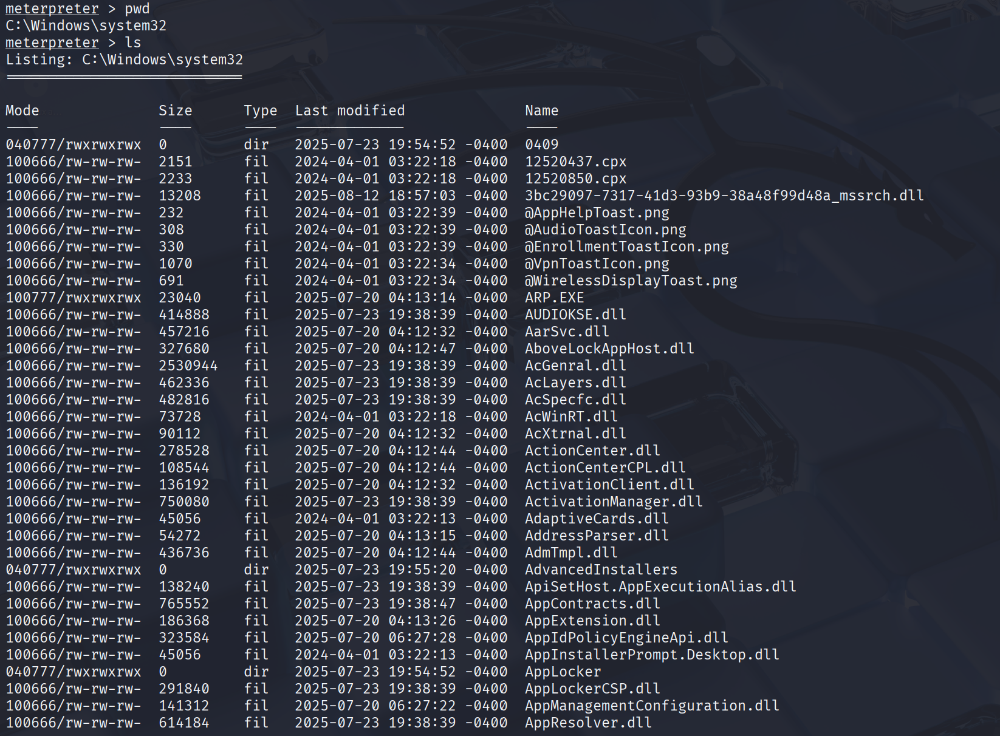 meterpreter > pwd
C:\Windows\system32
meterpreter > ls
Listing: C:\Windows\system32
============================
Mode Size Type Last modified Name
---- ---- ---- ------------- ----
040777/rwxrwxrwx 0 dir 2025-07-23 19:54:52 -0400 0409
100666/rw-rw-rw- 2151 fil 2024-04-01 03:22:18 -0400 12520437.cpx
100666/rw-rw-rw- 2233 fil 2024-04-01 03:22:18 -0400 12520850.cpx
100666/rw-rw-rw- 13208 fil 2025-08-12 18:57:03 -0400 3bc29097-7317-41d3-93b9-38a48f99d48a_mssrch.dll
100666/rw-rw-rw- 232 fil 2024-04-01 03:22:39 -0400 @AppHelpToast.png
100666/rw-rw-rw- 308 fil 2024-04-01 03:22:39 -0400 @AudioToastIcon.png
100666/rw-rw-rw- 330 fil 2024-04-01 03:22:39 -0400 @EnrollmentToastIcon.png
100666/rw-rw-rw- 1070 fil 2024-04-01 03:22:34 -0400 @VpnToastIcon.png
100666/rw-rw-rw- 691 fil 2024-04-01 03:22:34 -0400 @WirelessDisplayToast.png
100777/rwxrwxrwx 23040 fil 2025-07-20 04:13:14 -0400 ARP.EXE
100666/rw-rw-rw- 414888 fil 2025-07-23 19:38:39 -0400 AUDIOKSE.dll
100666/rw-rw-rw- 457216 fil 2025-07-20 04:12:32 -0400 AarSvc.dll
100666/rw-rw-rw- 327680 fil 2025-07-20 04:12:47 -0400 AboveLockAppHost.dll
100666/rw-rw-rw- 2530944 fil 2025-07-23 19:38:39 -0400 AcGenral.dll
100666/rw-rw-rw- 462336 fil 2025-07-23 19:38:39 -0400 AcLayers.dll
100666/rw-rw-rw- 482816 fil 2025-07-23 19:38:39 -0400 AcSpecfc.dll
100666/rw-rw-rw- 73728 fil 2024-04-01 03:22:18 -0400 AcWinRT.dll
100666/rw-rw-rw- 90112 fil 2025-07-20 04:12:32 -0400 AcXtrnal.dll
100666/rw-rw-rw- 278528 fil 2025-07-20 04:12:44 -0400 ActionCenter.dll
100666/rw-rw-rw- 108544 fil 2025-07-20 04:12:44 -0400 ActionCenterCPL.dll
100666/rw-rw-rw- 136192 fil 2025-07-20 04:12:32 -0400 ActivationClient.dll
100666/rw-rw-rw- 750080 fil 2025-07-23 19:38:39 -0400 ActivationManager.dll
100666/rw-rw-rw- 45056 fil 2024-04-01 03:22:13 -0400 AdaptiveCards.dll
100666/rw-rw-rw- 54272 fil 2025-07-20 04:13:15 -0400 AddressParser.dll
100666/rw-rw-rw- 436736 fil 2025-07-20 04:12:44 -0400 AdmTmpl.dll
040777/rwxrwxrwx 0 dir 2025-07-23 19:55:20 -0400 AdvancedInstallers
100666/rw-rw-rw- 138240 fil 2025-07-23 19:38:39 -0400 ApiSetHost.AppExecutionAlias.dll
100666/rw-rw-rw- 765552 fil 2025-07-23 19:38:47 -0400 AppContracts.dll
100666/rw-rw-rw- 186368 fil 2025-07-20 04:13:26 -0400 AppExtension.dll
100666/rw-rw-rw- 323584 fil 2025-07-20 06:27:28 -0400 AppIdPolicyEngineApi.dll
100666/rw-rw-rw- 45056 fil 2024-04-01 03:22:13 -0400 AppInstallerPrompt.Desktop.dll
040777/rwxrwxrwx 0 dir 2025-07-23 19:54:52 -0400 AppLocker
100666/rw-rw-rw- 291840 fil 2025-07-23 19:38:39 -0400 AppLockerCSP.dll
100666/rw-rw-rw- 141312 fil 2025-07-20 06:27:22 -0400 AppManagementConfiguration.dll
100666/rw-rw-rw- 614184 fil 2025-07-23 19:38:39 -0400 AppResolver.dll